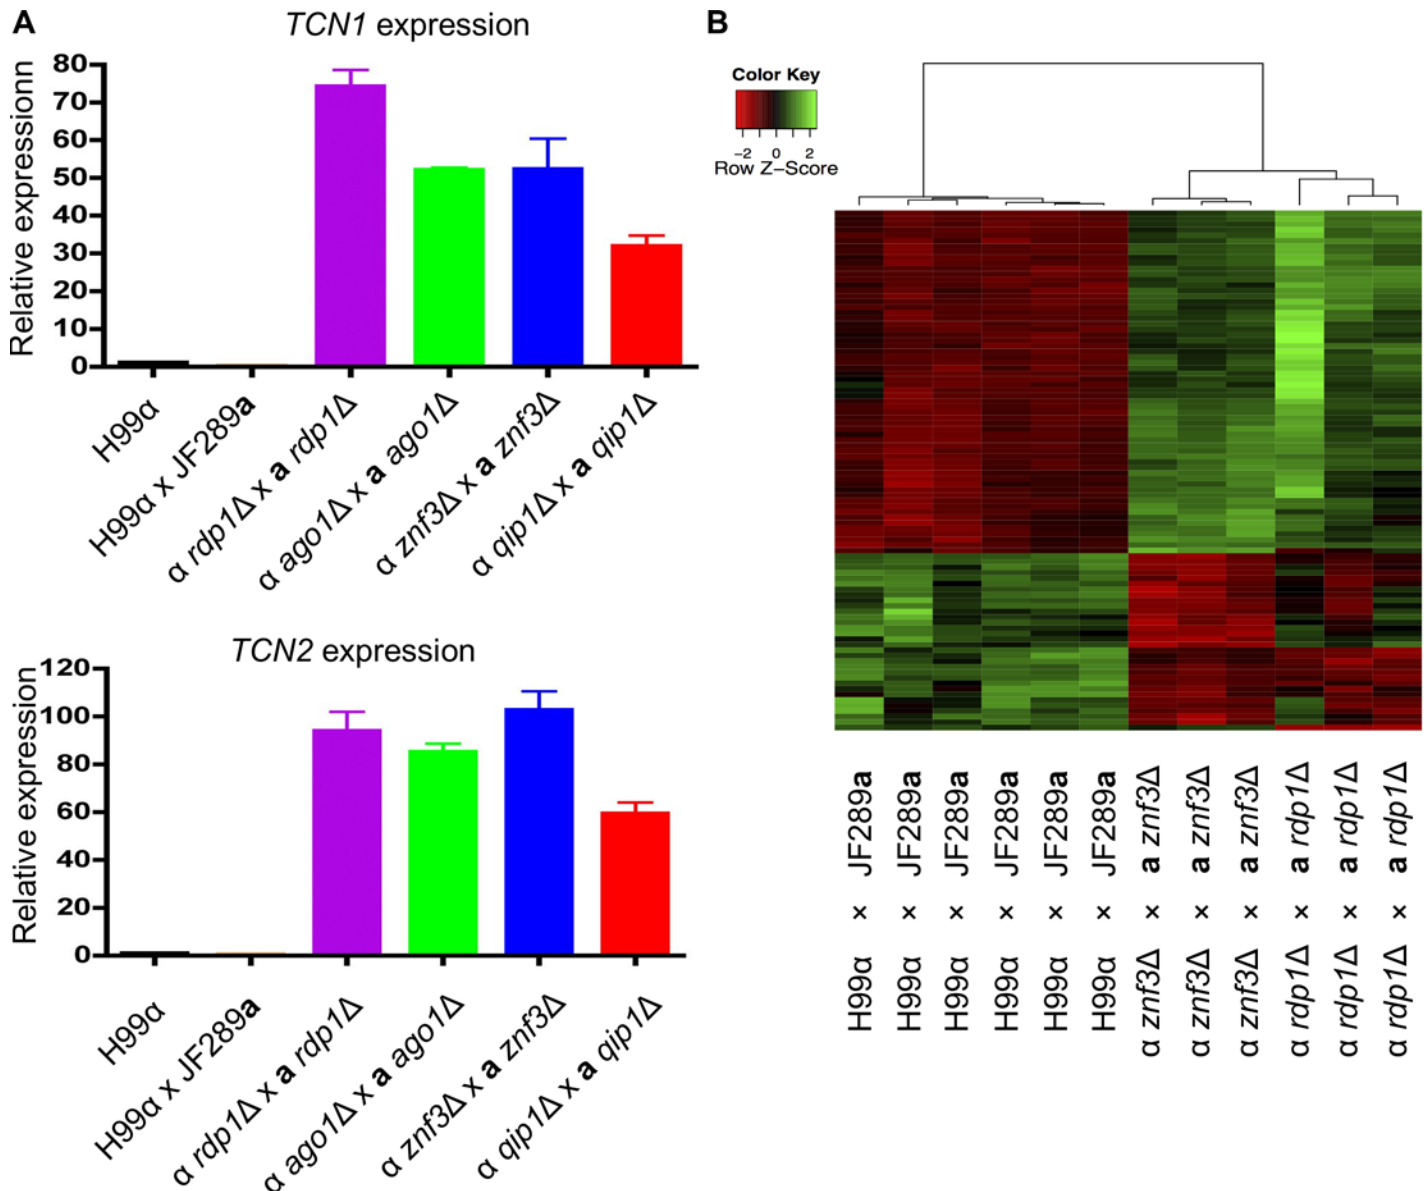 A
TCN1 expression
Relative expressionn
80
70
60
50
40
30
20
10
0
H99α
H99α x JF289a
α rdp1Δ x a rdp1Δ
α ago1Δ x a ago1Δ
α znf3Δ x a znf3Δ
α qip1Δ x a qip1Δ
TCN2 expression
Relative expression
120
100
80
60
40
20
0
H99α
H99α x JF289a
α rdp1Δ x a rdp1Δ
α ago1Δ x a ago1Δ
α znf3Δ x a znf3Δ
α qip1Δ x a qip1Δ
B
Color Key
-2 0 2
Row Z-Score
H99α × JF289a
H99α × JF289a
H99α × JF289a
H99α × JF289a
H99α × JF289a
H99α × JF289a
α znf3Δ × a znf3Δ
α znf3Δ × a znf3Δ
α znf3Δ × a znf3Δ
α rdp1Δ × a rdp1Δ
α rdp1Δ × a rdp1Δ
α rdp1Δ × a rdp1Δ